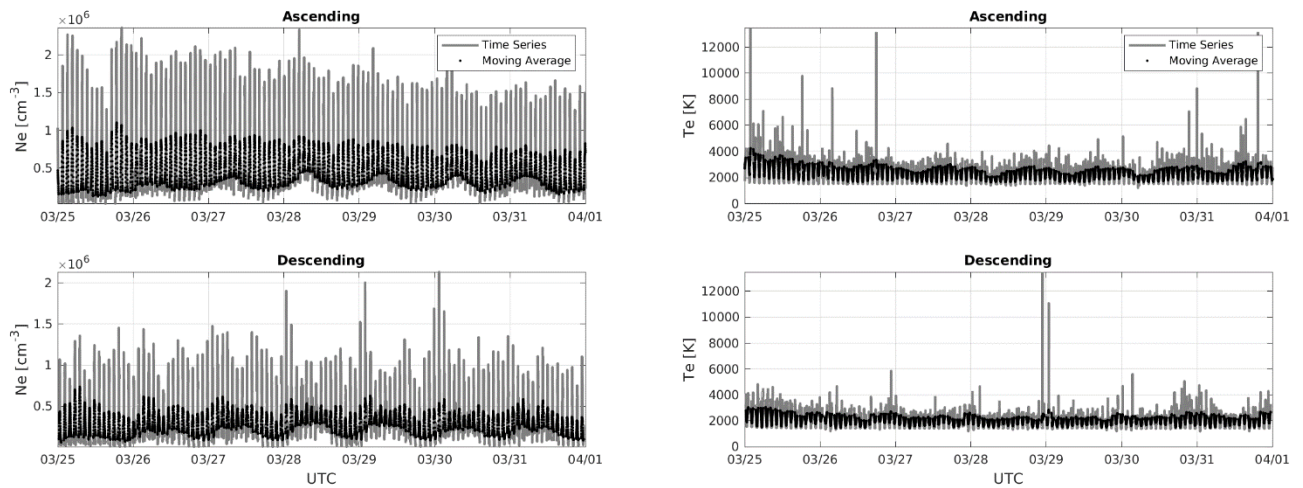 Ascending
×10⁶
Ne [cm⁻³]
2
1.5
1
0.5
Time Series
Moving Average
03/25 03/26 03/27 03/28 03/29 03/30 03/31 04/01
Descending
×10⁶
Ne [cm⁻³]
2
1.5
1
0.5
03/25 03/26 03/27 03/28 03/29 03/30 03/31 04/01
UTC
Ascending
Te [K]
12000
10000
8000
6000
4000
2000
0
Time Series
Moving Average
03/25 03/26 03/27 03/28 03/29 03/30 03/31 04/01
Descending
Te [K]
12000
10000
8000
6000
4000
2000
0
03/25 03/26 03/27 03/28 03/29 03/30 03/31 04/01
UTC